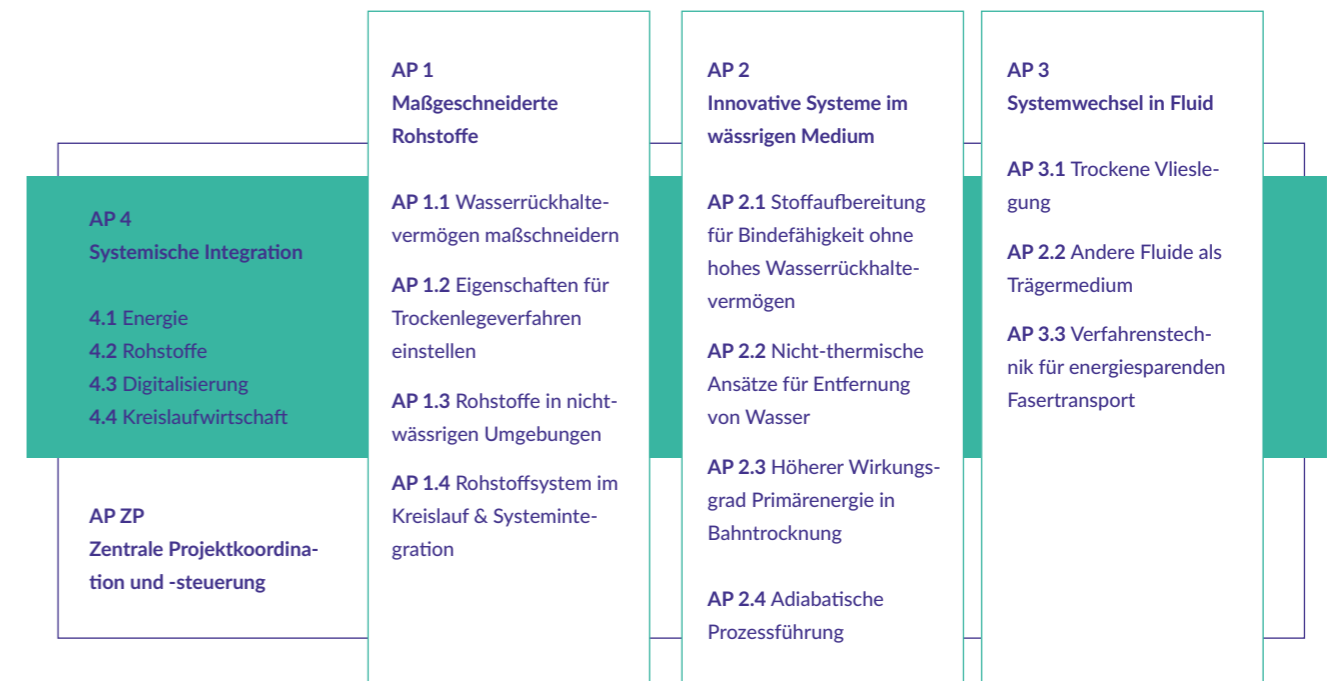 AP 4
Systemische Integration
4.1 Energie
4.2 Rohstoffe
4.3 Digitalisierung
4.4 Kreislaufwirtschaft
AP ZP
Zentrale Projektkoordina-
tion und -steuerung
AP 1
Maßgeschneiderte
Rohstoffe
AP 1.1 Wasserrückhalte-
vermögen maßschneidern
AP 1.2 Eigenschaften für
Trockenlegeverfahren
einstellen
AP 1.3 Rohstoffe in nicht-
wässrigen Umgebungen
AP 1.4 Rohstoffsystem im
Kreislauf & Systeminte-
gration
AP 2
Innovative Systeme im
wässrigen Medium
AP 2.1 Stoffaufbereitung
für Bindefähigkeit ohne
hohes Wasserrückhalte-
vermögen
AP 2.2 Nicht-thermische
Ansätze für Entfernung
von Wasser
AP 2.3 Höherer Wirkungs-
grad Primärenergie in
Bahntrocknung
AP 2.4 Adiabatische
Prozessführung
AP 3
Systemwechsel in Fluid
AP 3.1 Trockene Vliesle-
gung
AP 2.2 Andere Fluide als
Trägermedium
AP 3.3 Verfahrenstech-
nik für energiesparenden
Fasertransport